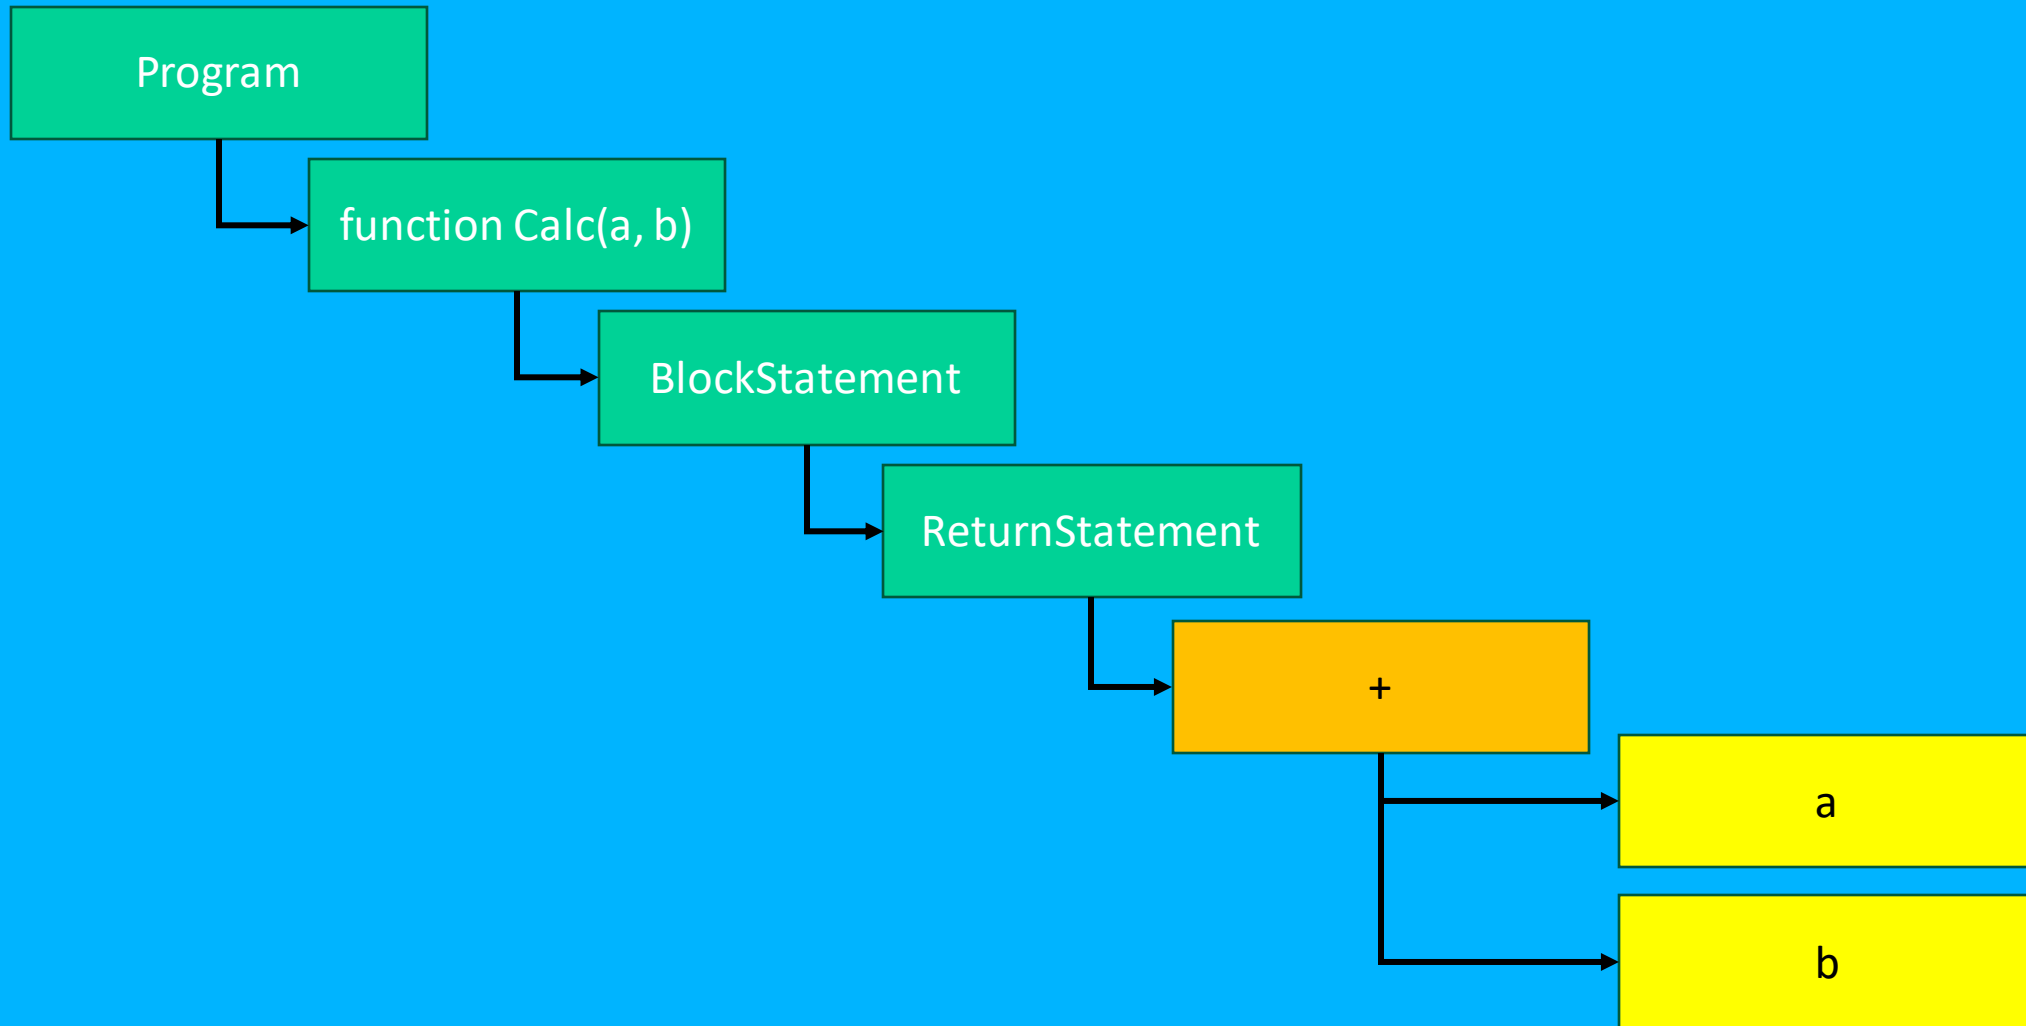 Program
function Calc(a, b)
BlockStatement
ReturnStatement
+
a
b